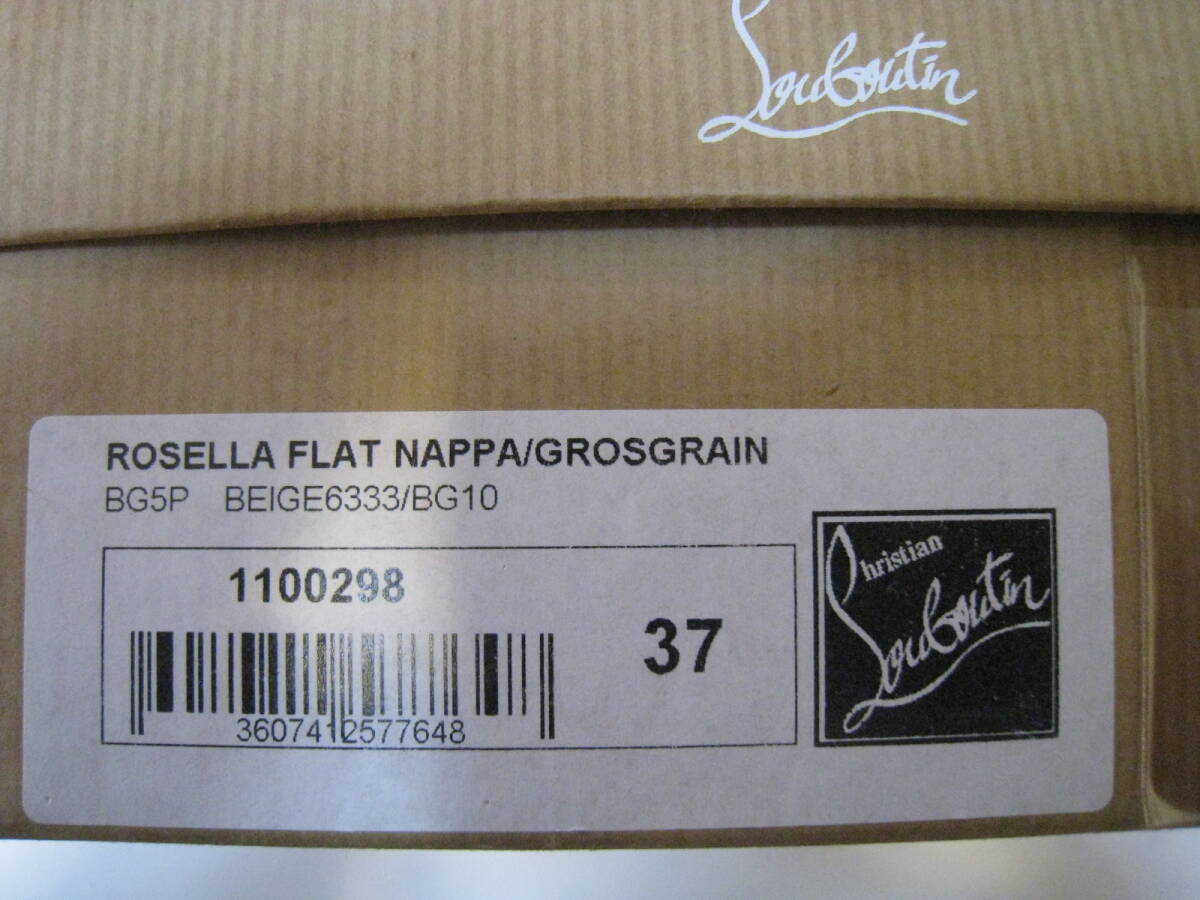 Louboutin
ROSELLA FLAT NAPPA/GROSGRAIN
BG5P BEIGE6333/BG10
1100298
37
3607412577648
Christian
Louboutin